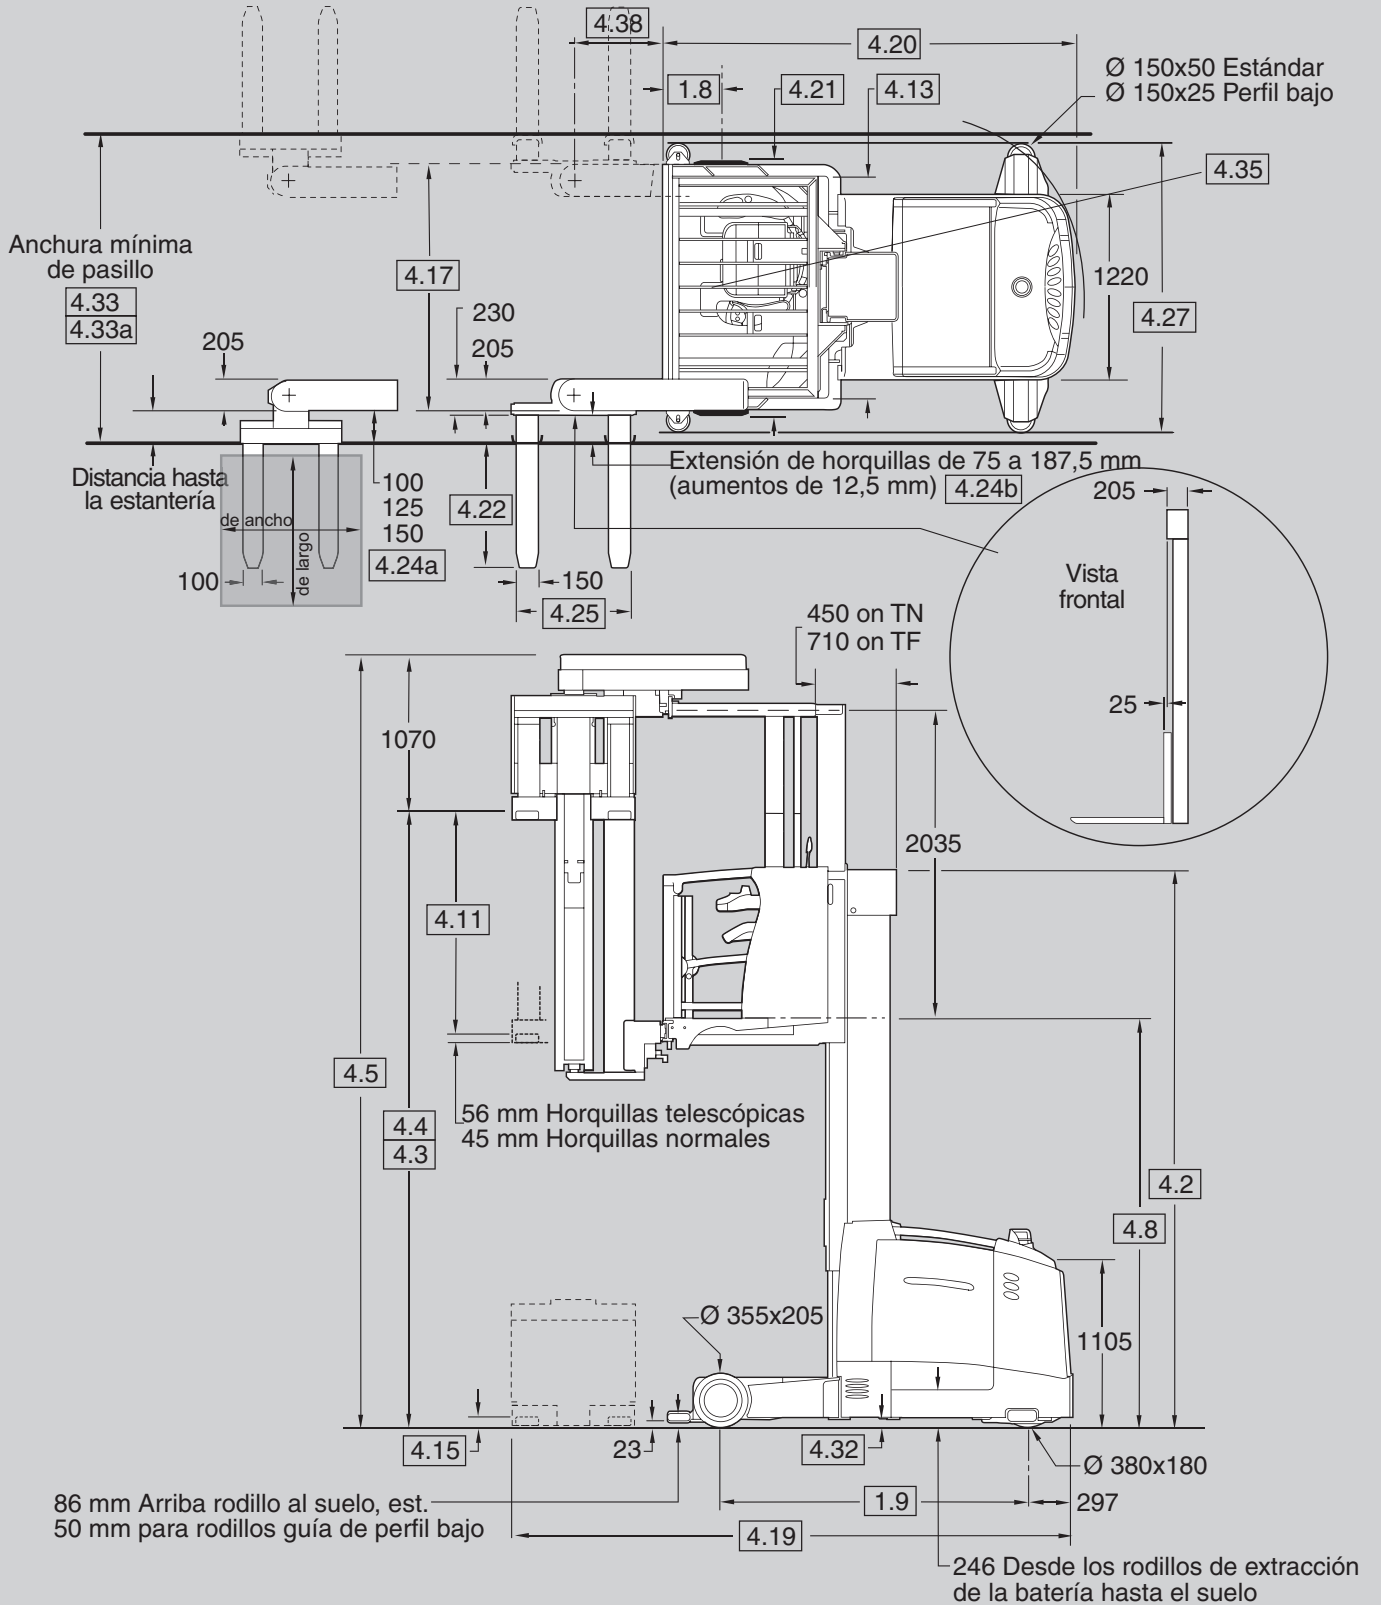 4.38
4.20
Ø 150x50 Estándar
Ø 150x25 Perfil bajo
1.8
4.21
4.13
4.35
Anchura mínima
de pasillo
4.33
4.33a
4.17
1220
4.27
230
205
205
Distancia hasta
la estantería
de ancho
de largo
100
100
125
150
4.24a
4.22
150
4.25
Extensión de horquillas de 75 a 187,5 mm
(aumentos de 12,5 mm) 4.24b
205
Vista
frontal
25
450 on TN
710 on TF
1070
2035
4.11
4.5
56 mm Horquillas telescópicas
45 mm Horquillas normales
4.4
4.3
4.2
4.8
Ø 355x205
1105
4.15
23
4.32
Ø 380x180
86 mm Arriba rodillo al suelo, est.
50 mm para rodillos guía de perfil bajo
1.9
297
4.19
246 Desde los rodillos de extracción
de la batería hasta el suelo